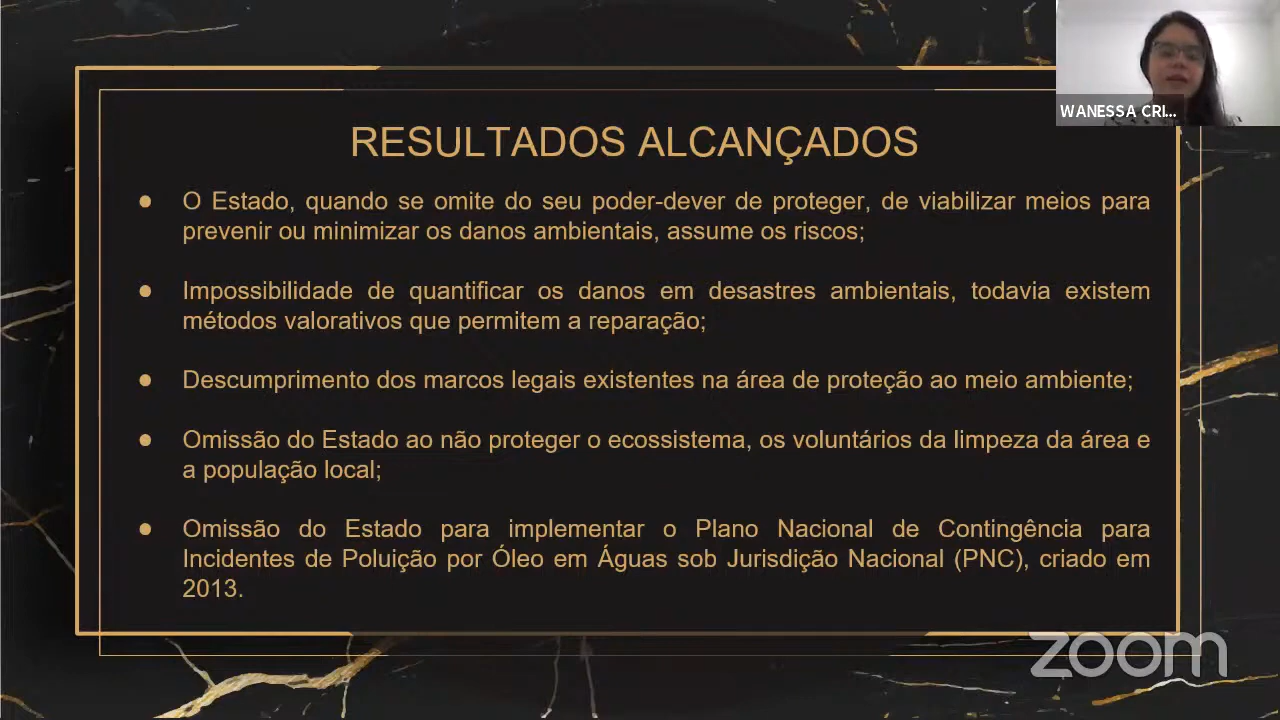 WANESSA CRI...
RESULTADOS ALCANÇADOS
● O Estado, quando se omite do seu poder-dever de proteger, de viabilizar meios para
prevenir ou minimizar os danos ambientais, assume os riscos;
● Impossibilidade de quantificar os danos em desastres ambientais, todavia existem
métodos valorativos que permitem a reparação;
● Descumprimento dos marcos legais existentes na área de proteção ao meio ambiente;
● Omissão do Estado ao não proteger o ecossistema, os voluntários da limpeza da área e
a população local;
● Omissão do Estado para implementar o Plano Nacional de Contingência para
Incidentes de Poluição por Óleo em Águas sob Jurisdição Nacional (PNC), criado em
2013.
zoom